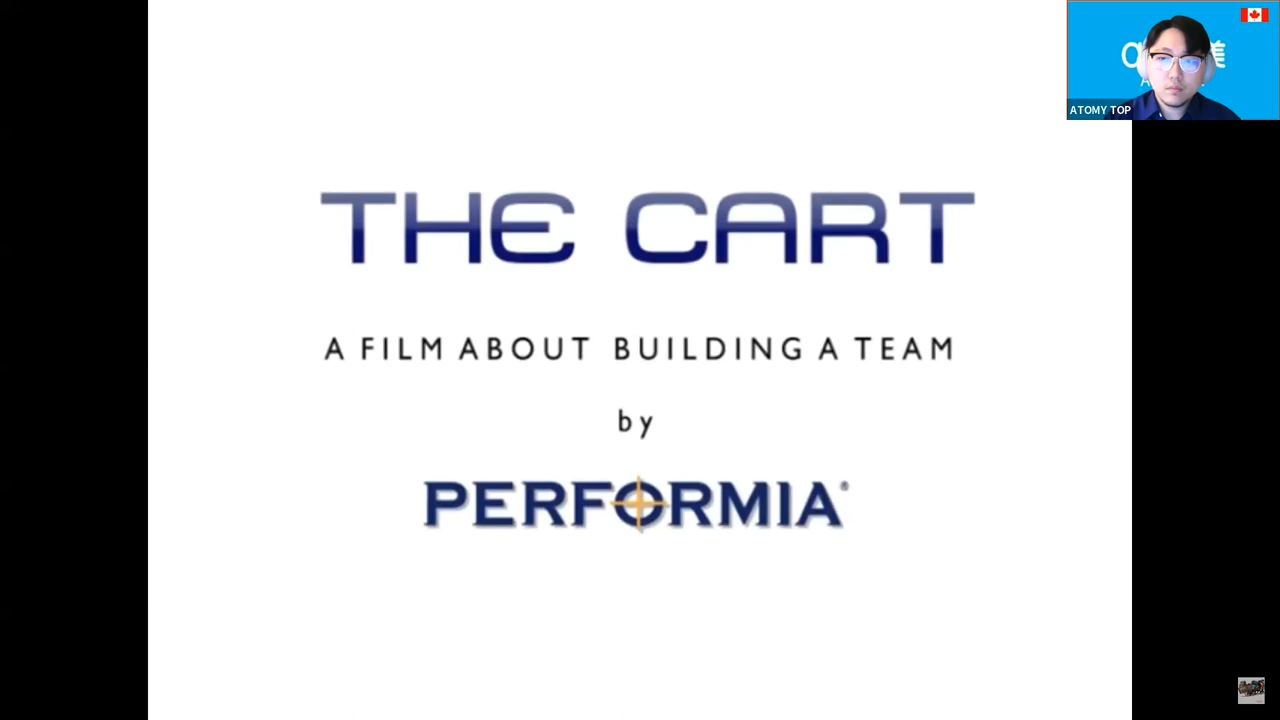 THE CART
A FILM ABOUT BUILDING A TEAM
by
PERFORMIA®
ATOMY TOP